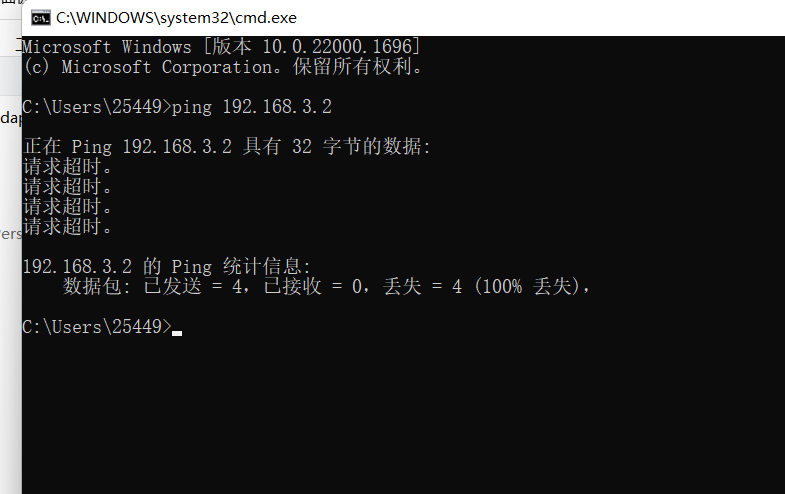 C:\WINDOWS\system32\cmd.exe
Microsoft Windows [版本 10.0.22000.1696]
(c) Microsoft Corporation。保留所有权利。
C:\Users\25449>ping 192.168.3.2
正在 Ping 192.168.3.2 具有 32 字节的数据:
请求超时。
请求超时。
请求超时。
请求超时。
192.168.3.2 的 Ping 统计信息:
数据包: 已发送 = 4，已接收 = 0，丢失 = 4 (100% 丢失)，
C:\Users\25449>